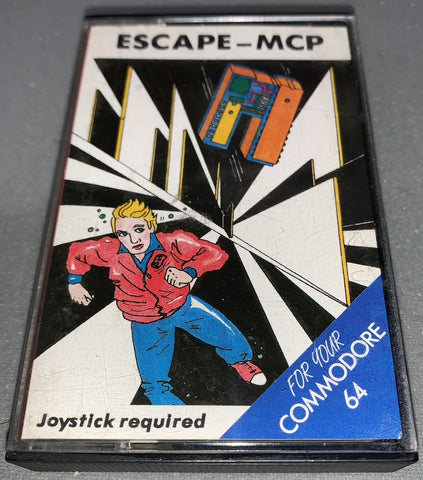 ESCAPE–MCP
FOR YOUR
COMMODORE
64
Joystick required